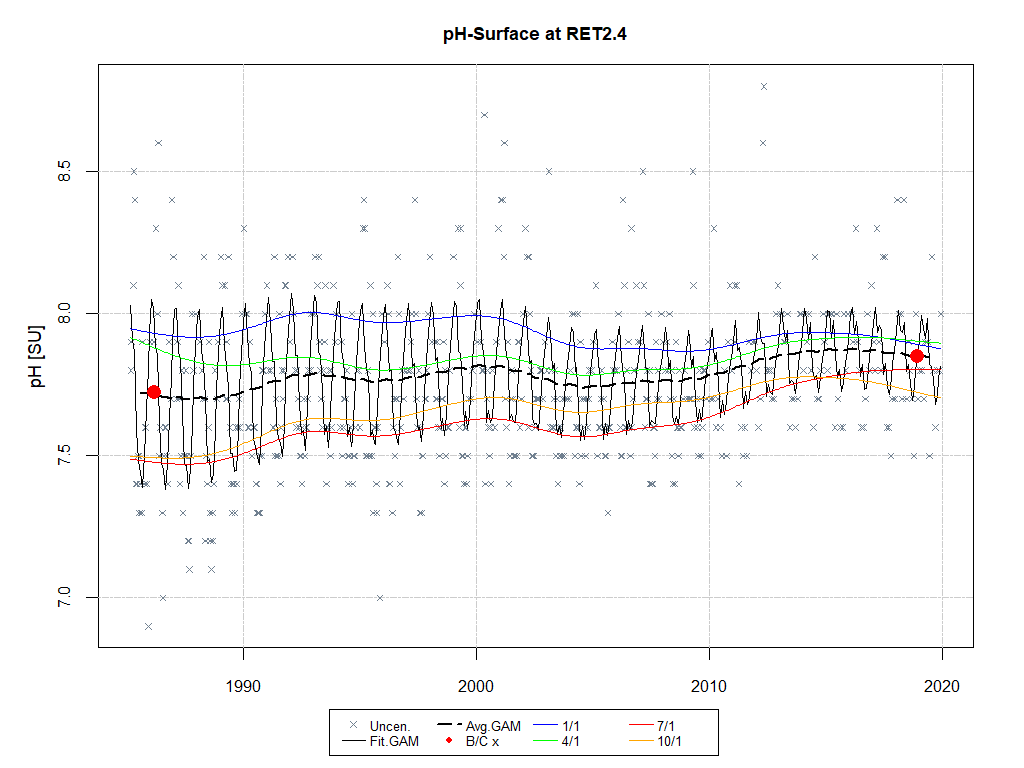 pH-Surface at RET2.4
pH [SU]
8.5
8.0
7.5
7.0
1990 2000 2010 2020
Uncen. Avg.GAM 1/1 7/1
Fit.GAM B/C x 4/1 10/1